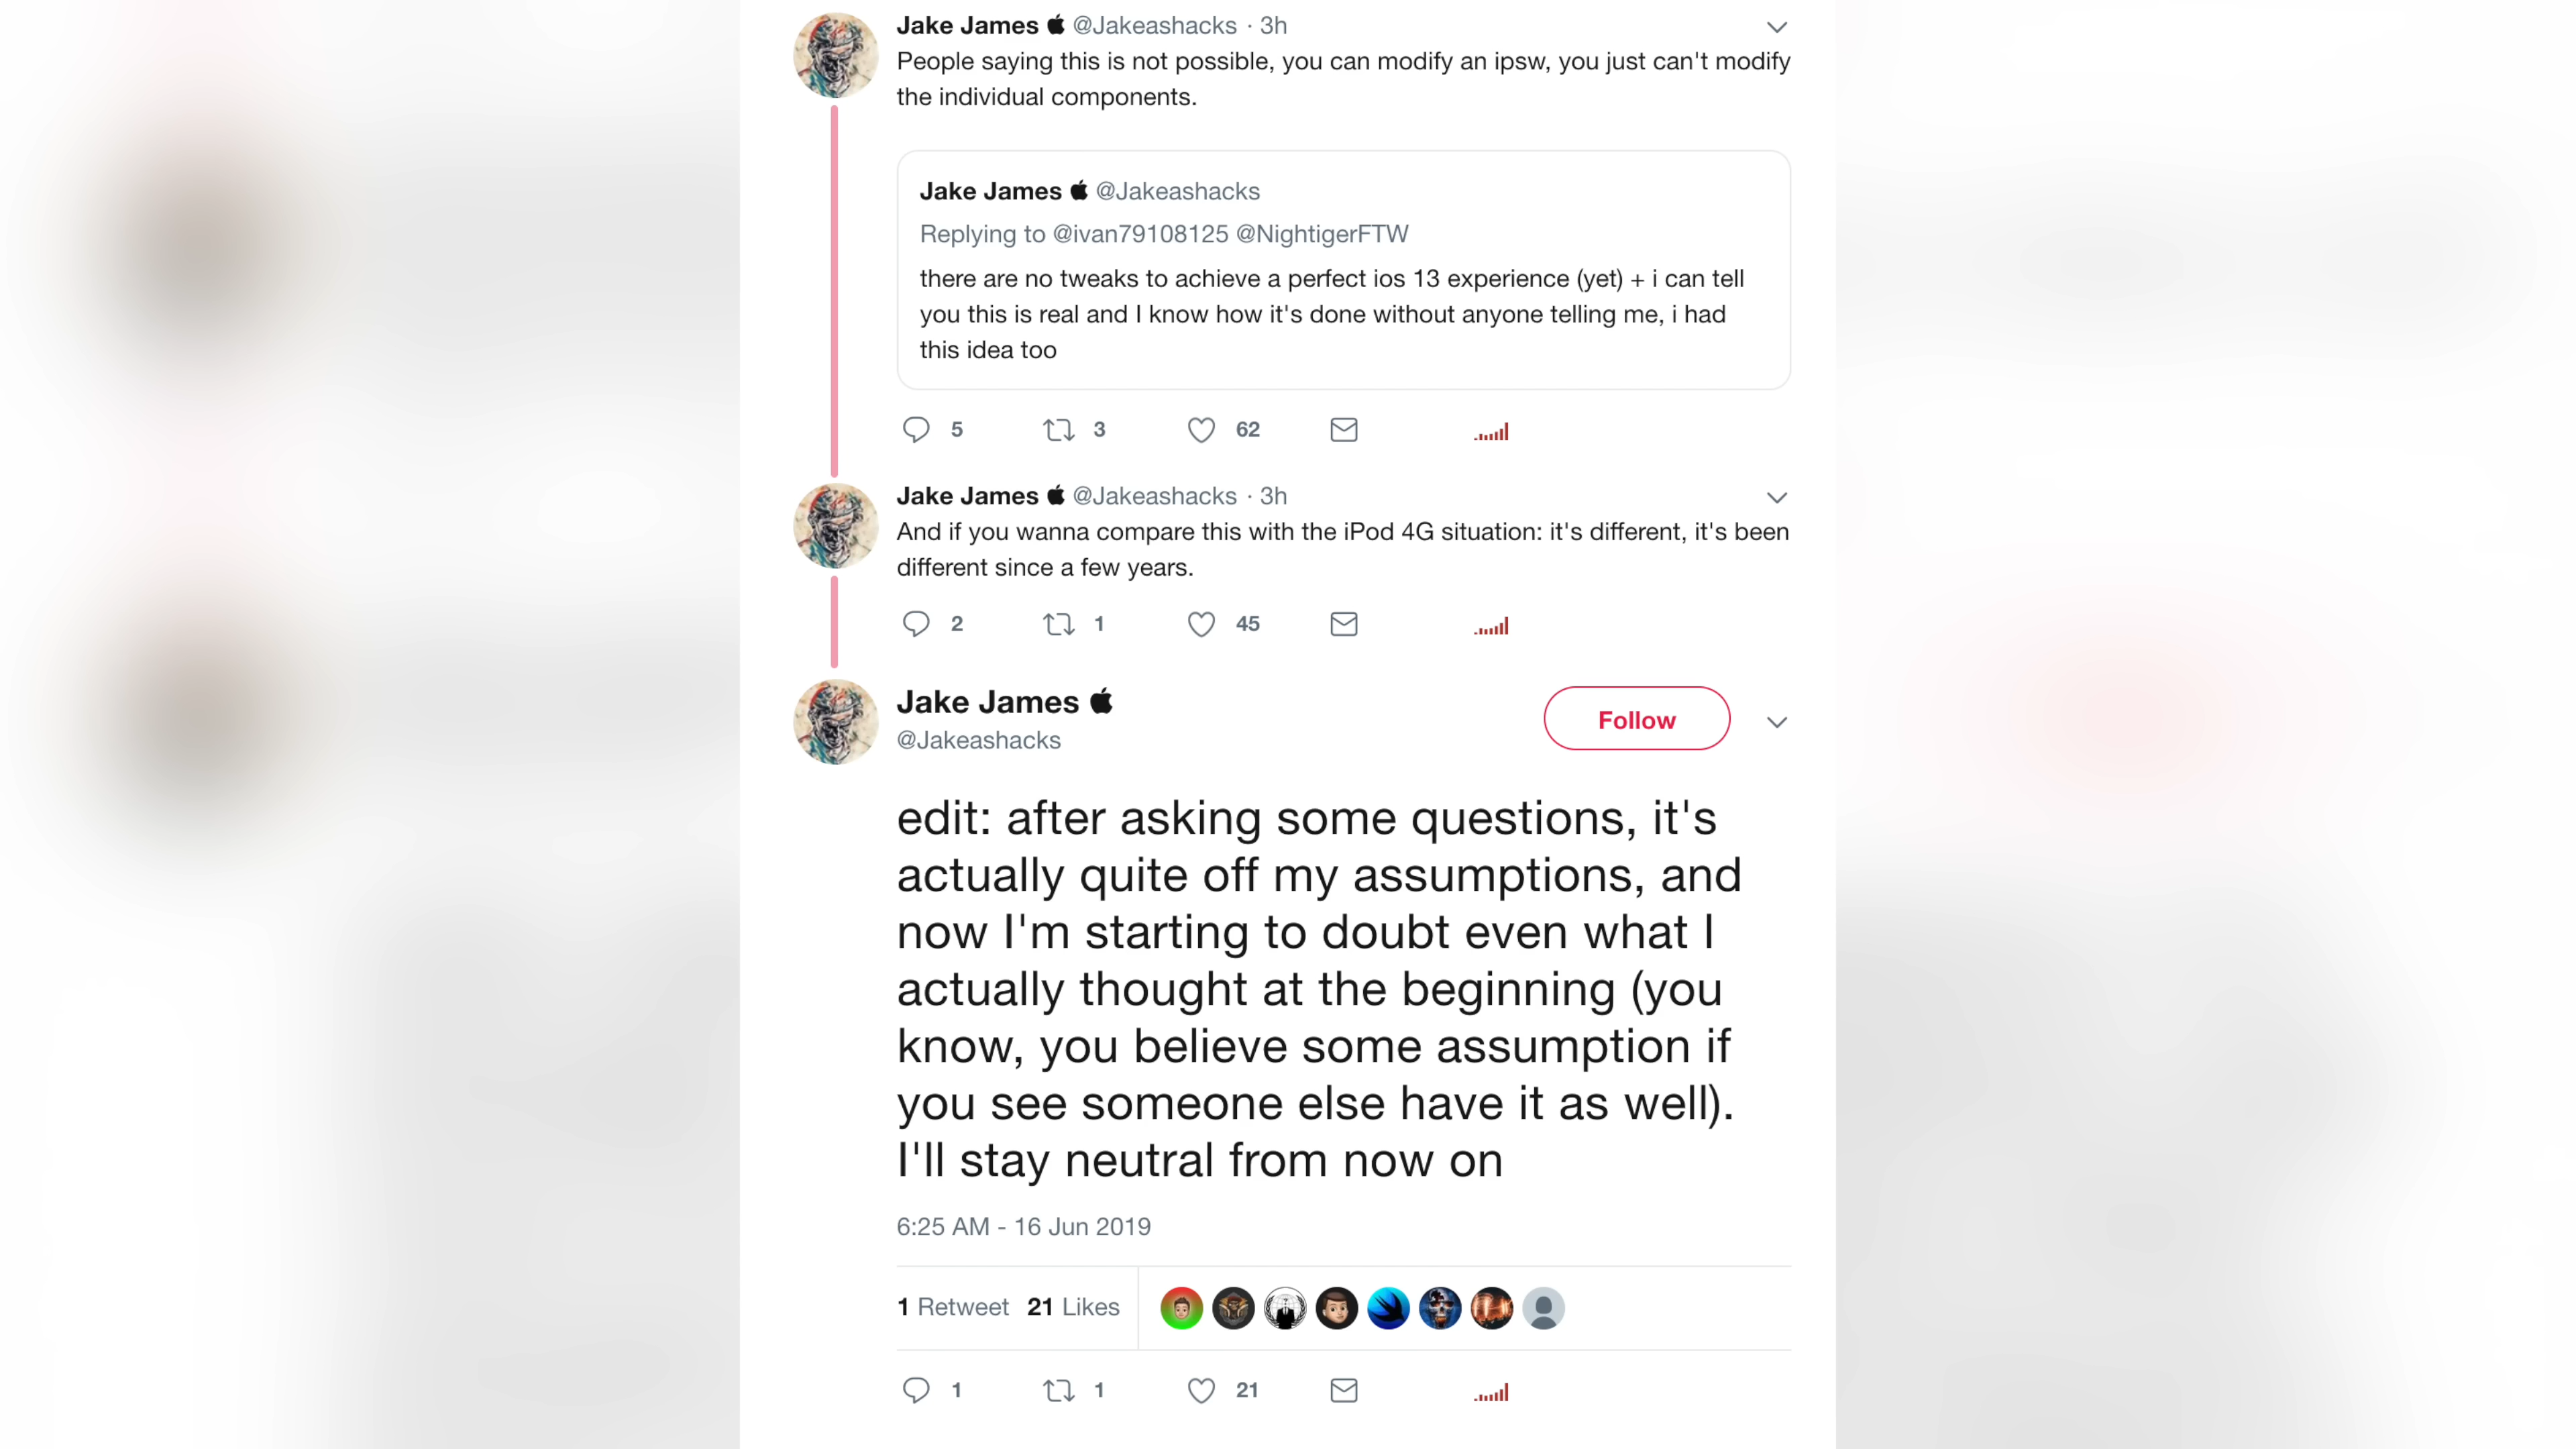 Jake James @Jakeashacks · 3h
People saying this is not possible, you can modify an ipsw, you just can't modify
the individual components.
Jake James @Jakeashacks
Replying to @ivan79108125 @NightigerFTW
there are no tweaks to achieve a perfect ios 13 experience (yet) + i can tell
you this is real and I know how it's done without anyone telling me, i had
this idea too
5 3 62
Jake James @Jakeashacks · 3h
And if you wanna compare this with the iPod 4G situation: it's different, it's been
different since a few years.
2 1 45
Jake James
@Jakeashacks
Follow
edit: after asking some questions, it's
actually quite off my assumptions, and
now I'm starting to doubt even what I
actually thought at the beginning (you
know, you believe some assumption if
you see someone else have it as well).
I'll stay neutral from now on
6:25 AM - 16 Jun 2019
1 Retweet 21 Likes
1 1 21